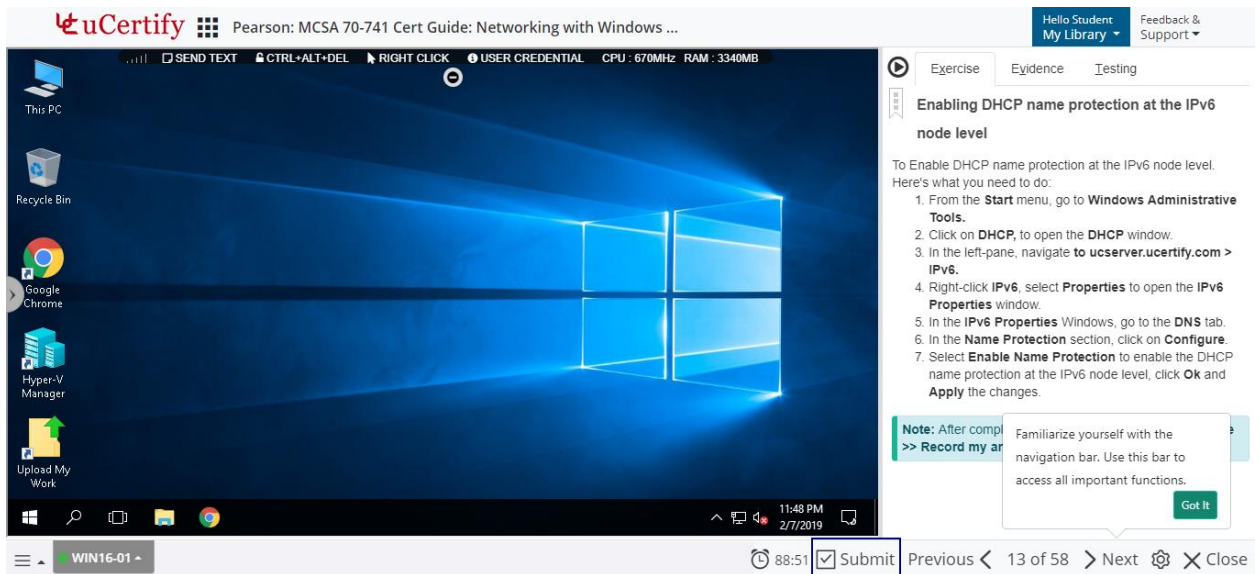 uCertify
Pearson: MCSA 70-741 Cert Guide: Networking with Windows ...
Hello Student
My Library
Feedback &
Support
SEND TEXT CTRL+ALT+DEL RIGHT CLICK USER CREDENTIAL CPU : 670MHz RAM : 3340MB
This PC
Recycle Bin
Google
Chrome
Hyper-V
Manager
Upload My
Work
11:48 PM
2/7/2019
Exercise Evidence Testing
Enabling DHCP name protection at the IPv6
node level
To Enable DHCP name protection at the IPv6 node level.
Here's what you need to do:
1. From the Start menu, go to Windows Administrative
Tools.
2. Click on DHCP, to open the DHCP window.
3. In the left-pane, navigate to ucserver.ucertify.com >
IPv6.
4. Right-click IPv6, select Properties to open the IPv6
Properties window.
5. In the IPv6 Properties Windows, go to the DNS tab.
6. In the Name Protection section, click on Configure.
7. Select Enable Name Protection to enable the DHCP
name protection at the IPv6 node level, click Ok and
Apply the changes.
Note: After
>> Record my
Familiarize yourself with the
navigation bar. Use this bar to
access all important functions.
Got It
WIN16-01
88:51 Submit Previous 13 of 58 Next Close